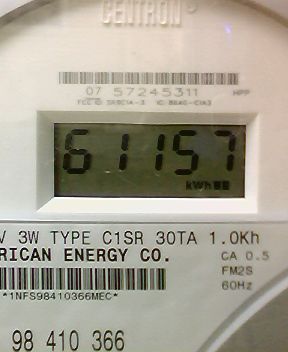 CENTRON
07 57245311 HPP
61157
kWh
V 3W TYPE C1SR 30TA 1.0Kh
RICAN ENERGY CO. CA 0.5
FM2S
*1NFS98410366MEC* 60Hz
98 410 366